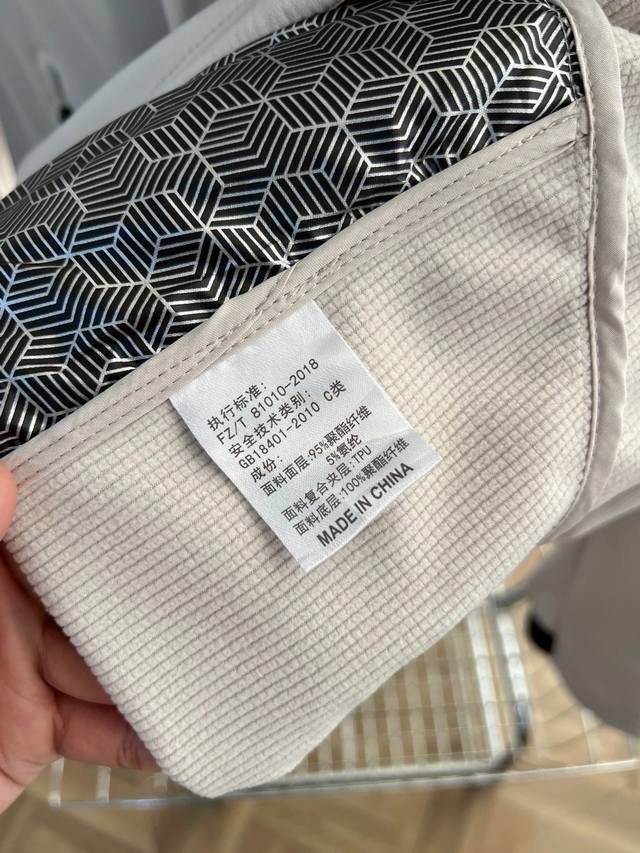 执行标准：
FZ/T 81010-2018
安全技术类别：
GB18401-2010 C类
成份：
面料面层:95%聚酯纤维
5%氨纶
面料复合夹层:TPU
面料底层:100%聚酯纤维
MADE IN CHINA